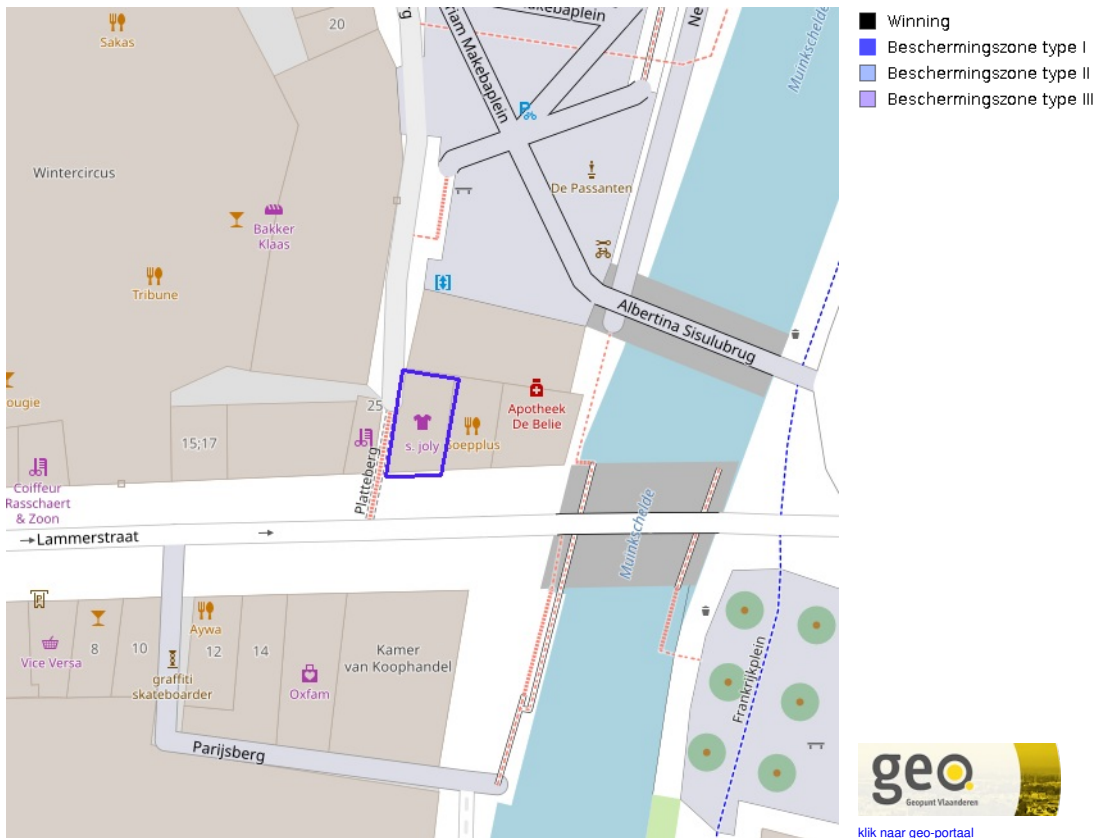 Sakas
20
Makebaplein
Miriam Makebaplein
Muinkschelde
Wintercircus
De Passanten
Bakker
Klaas
Tribune
Albertina Sisulubrug
25
Apotheek
De Belie
s. joly
Soepplus
15;17
Platteberg
Coiffeur
Rasschaert
& Zoon
Lammerstraat
Muinkschelde
Aywa
Vice Versa
8
10
12
14
graffiti
skateboarder
Oxfam
Kamer
van Koophandel
Frankrijkplein
Parijsberg
Winning
Beschermingszone type I
Beschermingszone type II
Beschermingszone type III
geo.
Geopunt Vlaanderen
klik naar geo-portaal